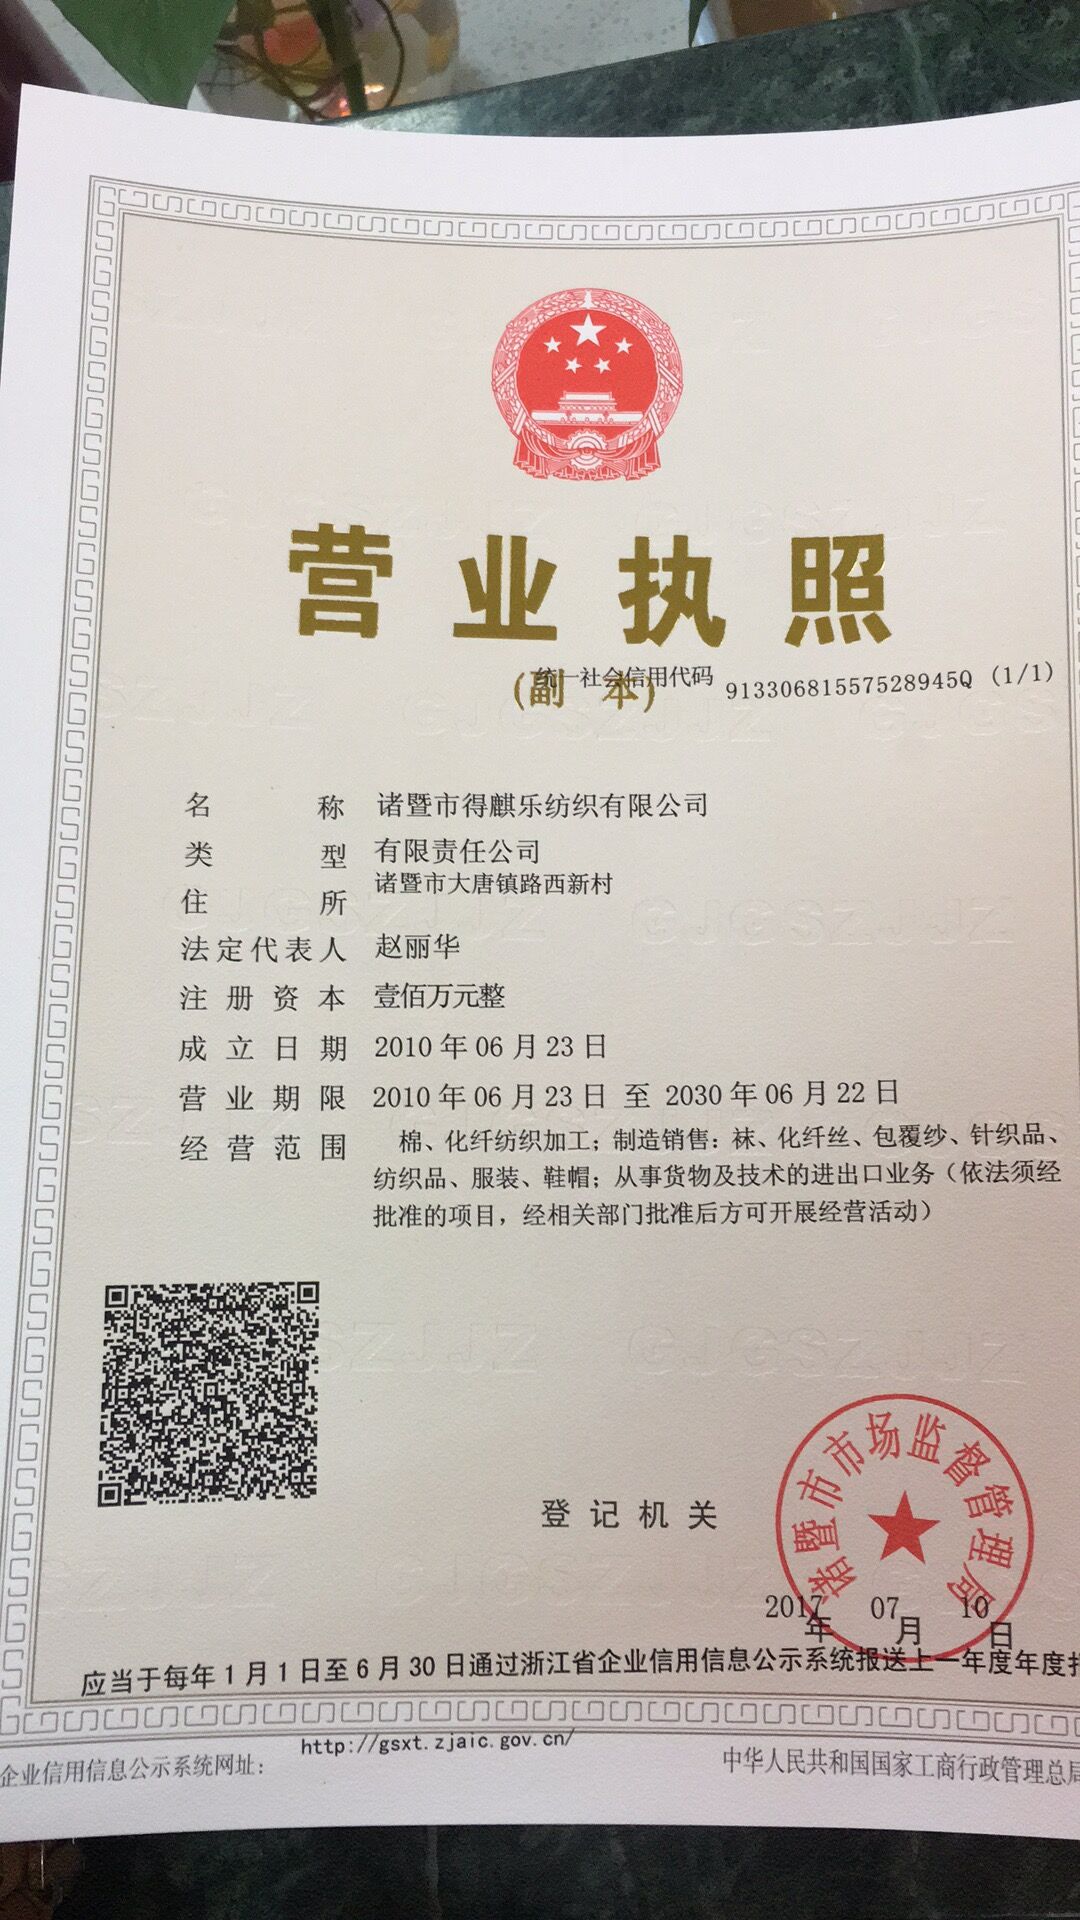 营业执照
(副 本)
统一社会信用代码 91330681557528945Q (1/1)
名 称 诸暨市得麒乐纺织有限公司
类 型 有限责任公司
住 所 诸暨市大唐镇路西新村
法定代表人 赵丽华
注册资本 壹佰万元整
成立日期 2010年06月23日
营业期限 2010年06月23日 至 2030年06月22日
经营范围 棉、化纤纺织加工；制造销售：袜、化纤丝、包覆纱、针织品、
纺织品、服装、鞋帽；从事货物及技术的进出口业务（依法须经
批准的项目，经相关部门批准后方可开展经营活动）
登记机关
诸暨市市场监督管理局
2017年 07月 10日
应当于每年1月1日至6月30日通过浙江省企业信用信息公示系统报送上一年度年度报
企业信用信息公示系统网址： http://gsxt.zjaic.gov.cn/
中华人民共和国国家工商行政管理总局